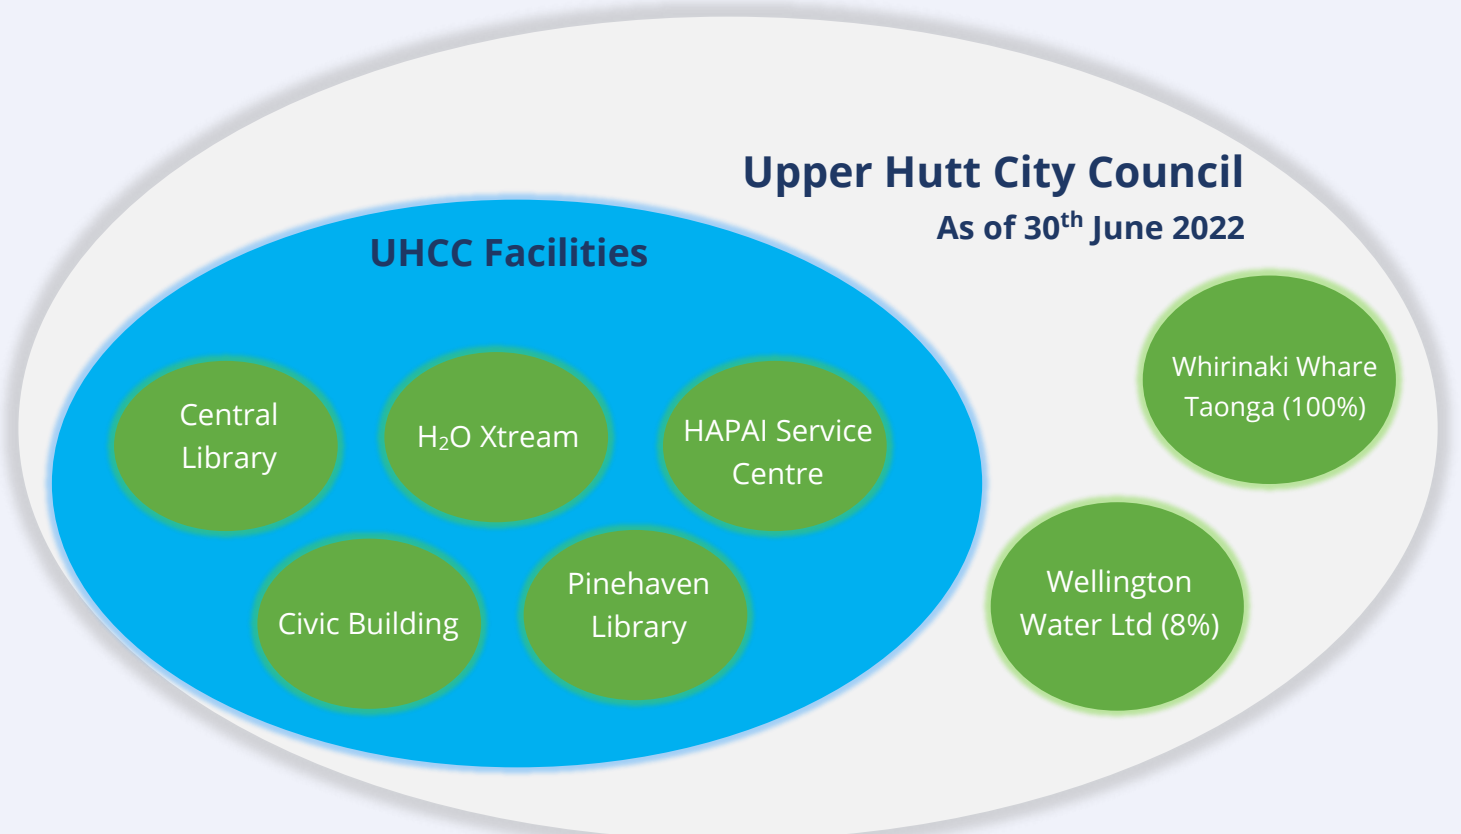 Upper Hutt City Council
As of 30th June 2022
UHCC Facilities
Central
Library
H₂O Xtream
HAPAI Service
Centre
Civic Building
Pinehaven
Library
Whirinaki Whare
Taonga (100%)
Wellington
Water Ltd (8%)